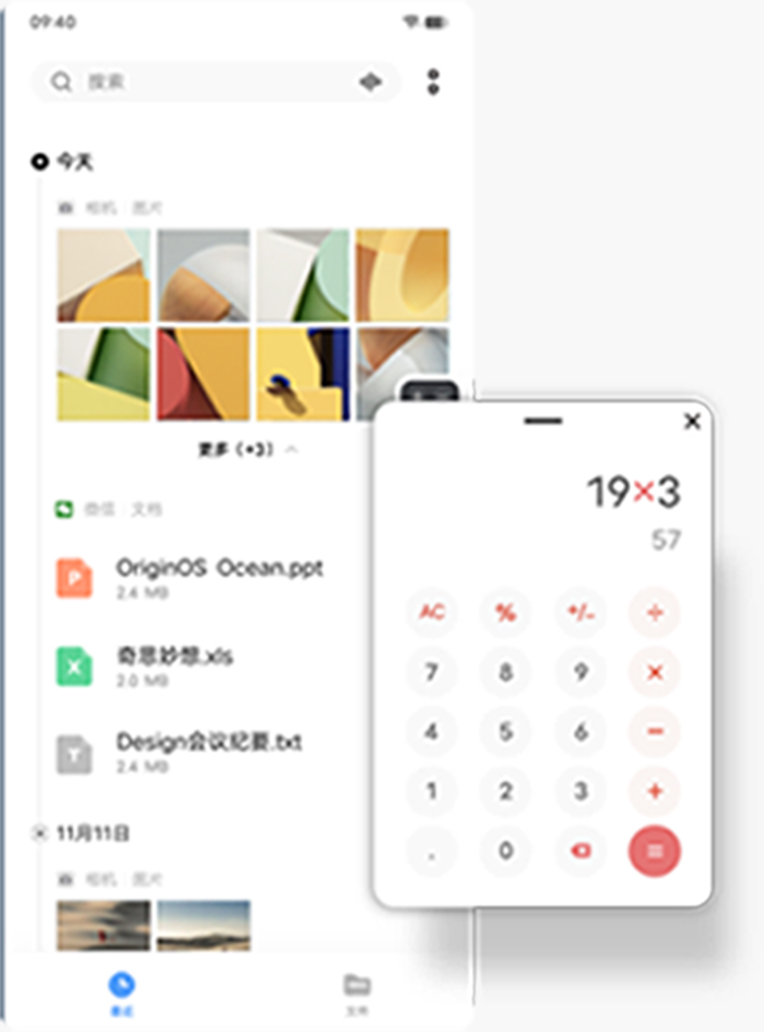 09:40
搜索
今天
相机 图片
更多 (+3)
微信 文档
OriginOS Ocean.ppt
2.4 MB
奇思妙想.xls
2.0 MB
Design会议纪要.txt
2.4 MB
11月11日
相机 图片
最近
文件
19×3
57
AC % +/- ÷
7 8 9 ×
4 5 6 −
1 2 3 +
. 0 =